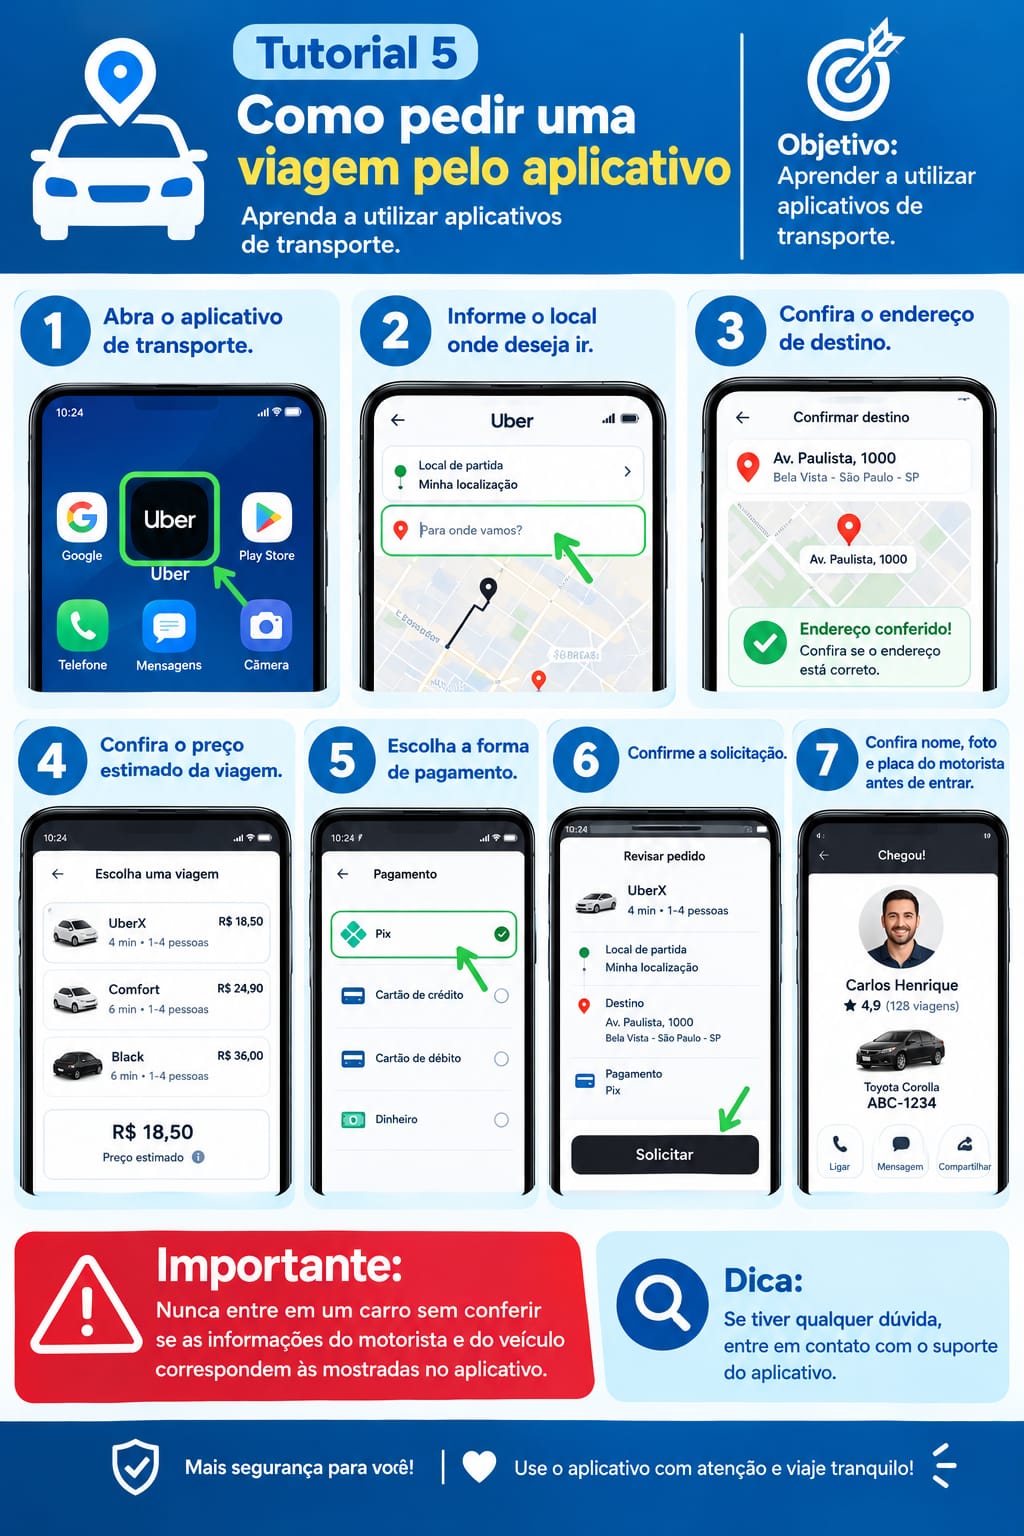 Tutorial 5
Como pedir uma
viagem pelo aplicativo
Aprenda a utilizar aplicativos
de transporte.
Objetivo:
Aprender a utilizar
aplicativos de
transporte.
1
Abra o aplicativo
de transporte.
10:24
Google
Uber
Uber
Play Store
Telefone
Mensagens
Câmera
2
Informe o local
onde deseja ir.
Uber
Local de partida
Minha localização
Para onde vamos?
3
Confira o endereço
de destino.
Confirmar destino
Av. Paulista, 1000
Bela Vista - São Paulo - SP
Av. Paulista, 1000
Endereço conferido!
Confira se o endereço
está correto.
4
Confira o preço
estimado da viagem.
10:24
Escolha uma viagem
UberX R$ 18,50
4 min • 1-4 pessoas
Comfort R$ 24,90
6 min • 1-4 pessoas
Black R$ 36,00
6 min • 1-4 pessoas
R$ 18,50
Preço estimado i
5
Escolha a forma
de pagamento.
10:24
Pagamento
Pix
Cartão de crédito
Cartão de débito
Dinheiro
6
Confirme a solicitação.
10:24
Revisar pedido
UberX
4 min • 1-4 pessoas
Local de partida
Minha localização
Destino
Av. Paulista, 1000
Bela Vista - São Paulo - SP
Pagamento
Pix
Solicitar
7
Confira nome, foto
e placa do motorista
antes de entrar.
Chegou!
Carlos Henrique
4,9 (128 viagens)
Toyota Corolla
ABC-1234
Ligar
Mensagem
Compartilhar
Importante:
Nunca entre em um carro sem conferir
se as informações do motorista e do veículo
correspondem às mostradas no aplicativo.
Dica:
Se tiver qualquer dúvida,
entre em contato com o suporte
do aplicativo.
Mais segurança para você!
Use o aplicativo com atenção e viaje tranquilo!